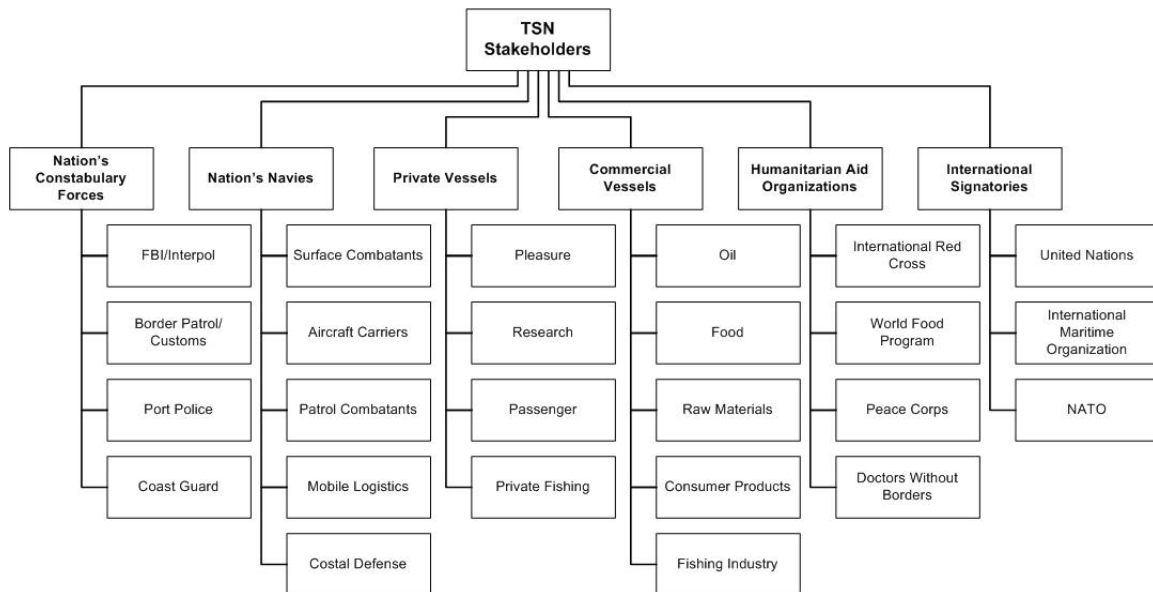 TSN
Stakeholders
Nation's
Constabulary
Forces
Nation's Navies
Private Vessels
Commercial
Vessels
Humanitarian Aid
Organizations
International
Signatories
FBI/Interpol
Border Patrol/
Customs
Port Police
Coast Guard
Surface Combatants
Aircraft Carriers
Patrol Combatants
Mobile Logistics
Costal Defense
Pleasure
Research
Passenger
Private Fishing
Oil
Food
Raw Materials
Consumer Products
Fishing Industry
International Red
Cross
World Food
Program
Peace Corps
Doctors Without
Borders
United Nations
International
Maritime
Organization
NATO